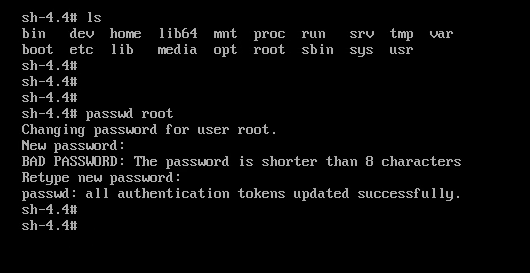 sh-4.4# ls
bin   dev  home  lib64  mnt  proc  run   srv  tmp  var
boot  etc  lib   media  opt  root  sbin  sys  usr
sh-4.4#
sh-4.4#
sh-4.4#
sh-4.4# passwd root
Changing password for user root.
New password:
BAD PASSWORD: The password is shorter than 8 characters
Retype new password:
passwd: all authentication tokens updated successfully.
sh-4.4#
sh-4.4#